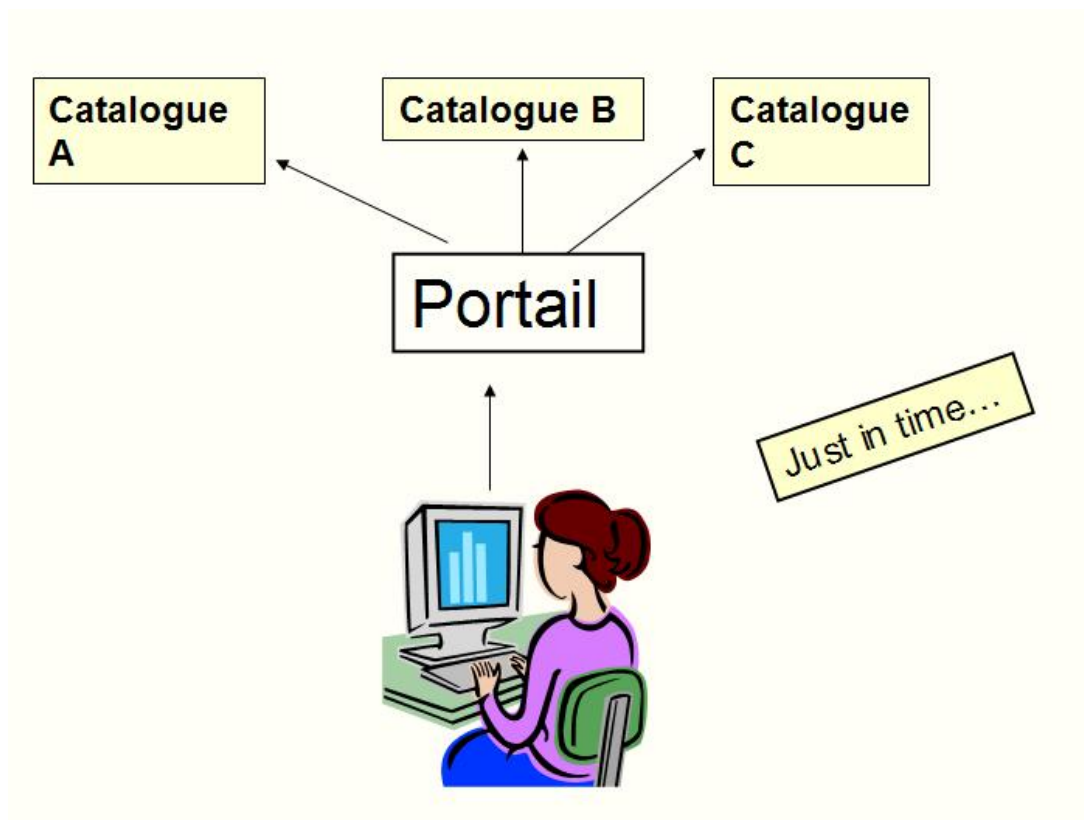 Catalogue
A
Catalogue B
Catalogue
C
Portail
Just in time...